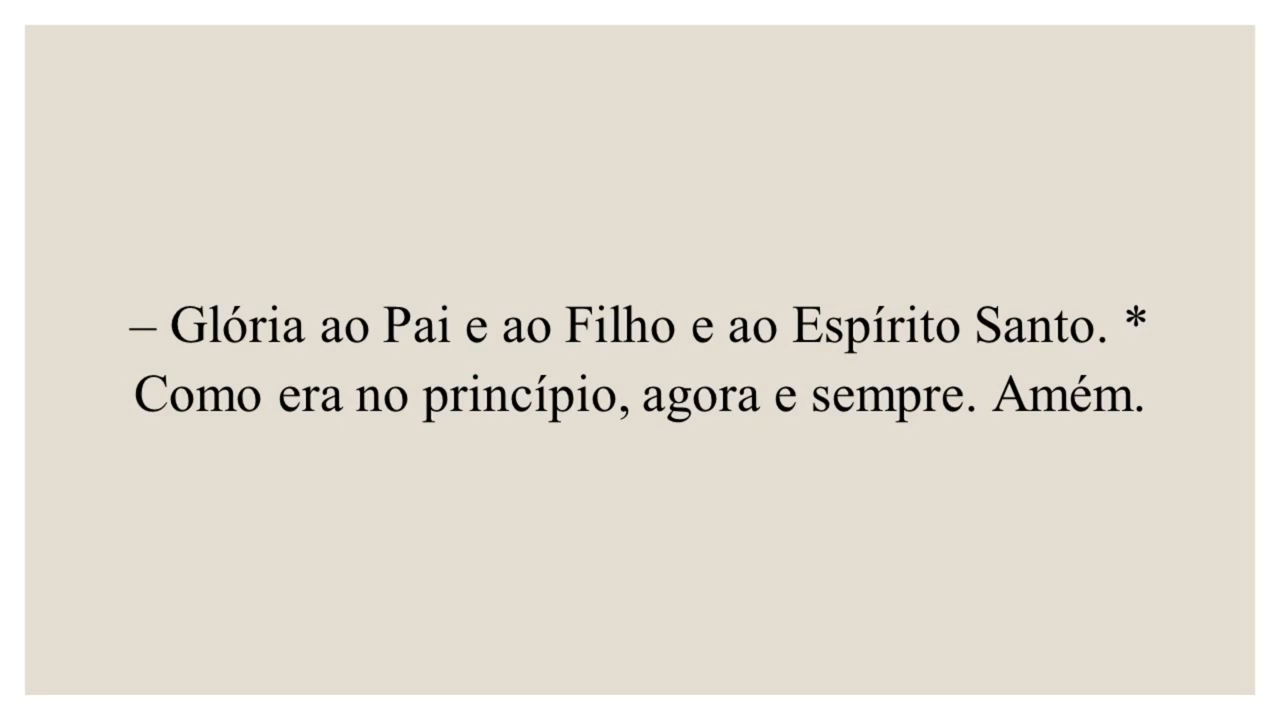 – Glória ao Pai e ao Filho e ao Espírito Santo. *
Como era no princípio, agora e sempre. Amém.